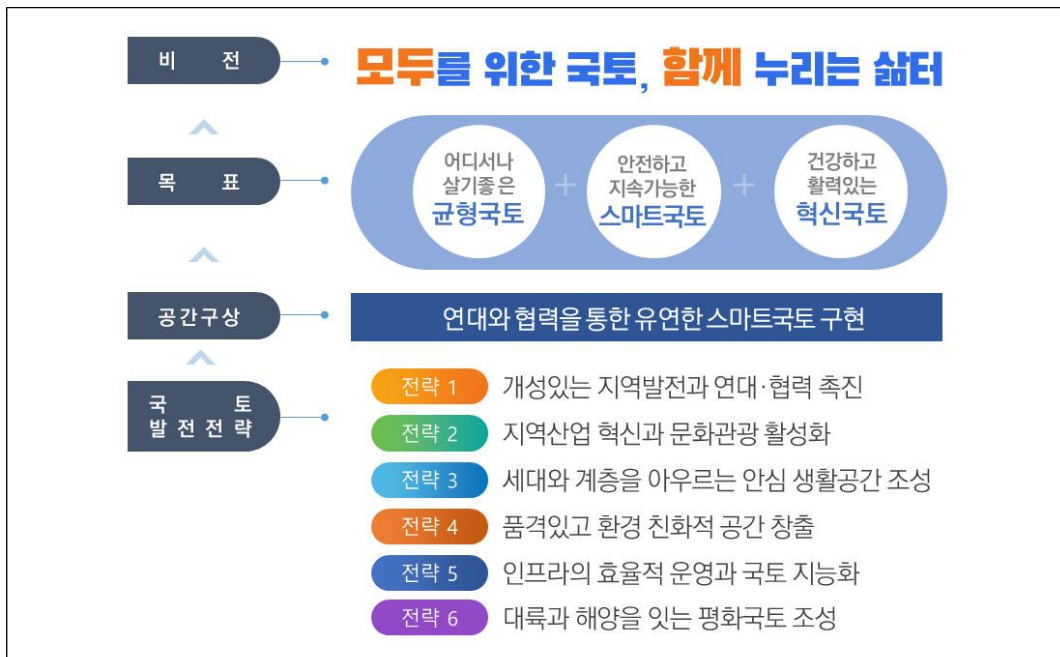 비 전
모두를 위한 국토, 함께 누리는 삶터
목 표
어디서나
살기좋은
균형국토
+
안전하고
지속가능한
스마트국토
+
건강하고
활력있는
혁신국토
공간구상
연대와 협력을 통한 유연한 스마트국토 구현
국 토
발전전략
전략 1 개성있는 지역발전과 연대·협력 촉진
전략 2 지역산업 혁신과 문화관광 활성화
전략 3 세대와 계층을 아우르는 안심 생활공간 조성
전략 4 품격있고 환경 친화적 공간 창출
전략 5 인프라의 효율적 운영과 국토 지능화
전략 6 대륙과 해양을 잇는 평화국토 조성